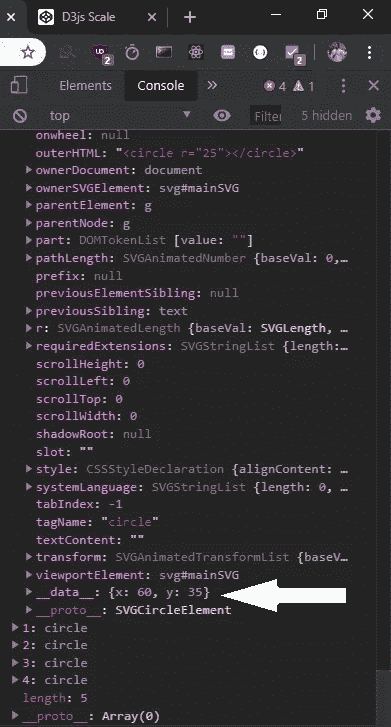 D3js Scale
UD
2
2
Elements
Console
4
1
top
Filter
5 hidden
onwheel: null
outerHTML: "<circle r="25"></circle>"
ownerDocument: document
ownerSVGElement: svg#mainSVG
parentElement: g
parentNode: g
part: DOMTokenList [value: ""]
pathLength: SVGAnimatedNumber {baseVal: 0,…
prefix: null
previousElementSibling: null
previousSibling: text
r: SVGAnimatedLength {baseVal: SVGLength, …
requiredExtensions: SVGStringList {length:…
scrollHeight: 0
scrollLeft: 0
scrollTop: 0
scrollWidth: 0
shadowRoot: null
slot: ""
style: CSSStyleDeclaration {alignContent: …
systemLanguage: SVGStringList {length: 0, …
tabIndex: -1
tagName: "circle"
textContent: ""
transform: SVGAnimatedTransformList {baseV…
viewportElement: svg#mainSVG
__data__: {x: 60, y: 35}
__proto__: SVGCircleElement
1: circle
2: circle
3: circle
4: circle
length: 5
__proto__: Array(0)